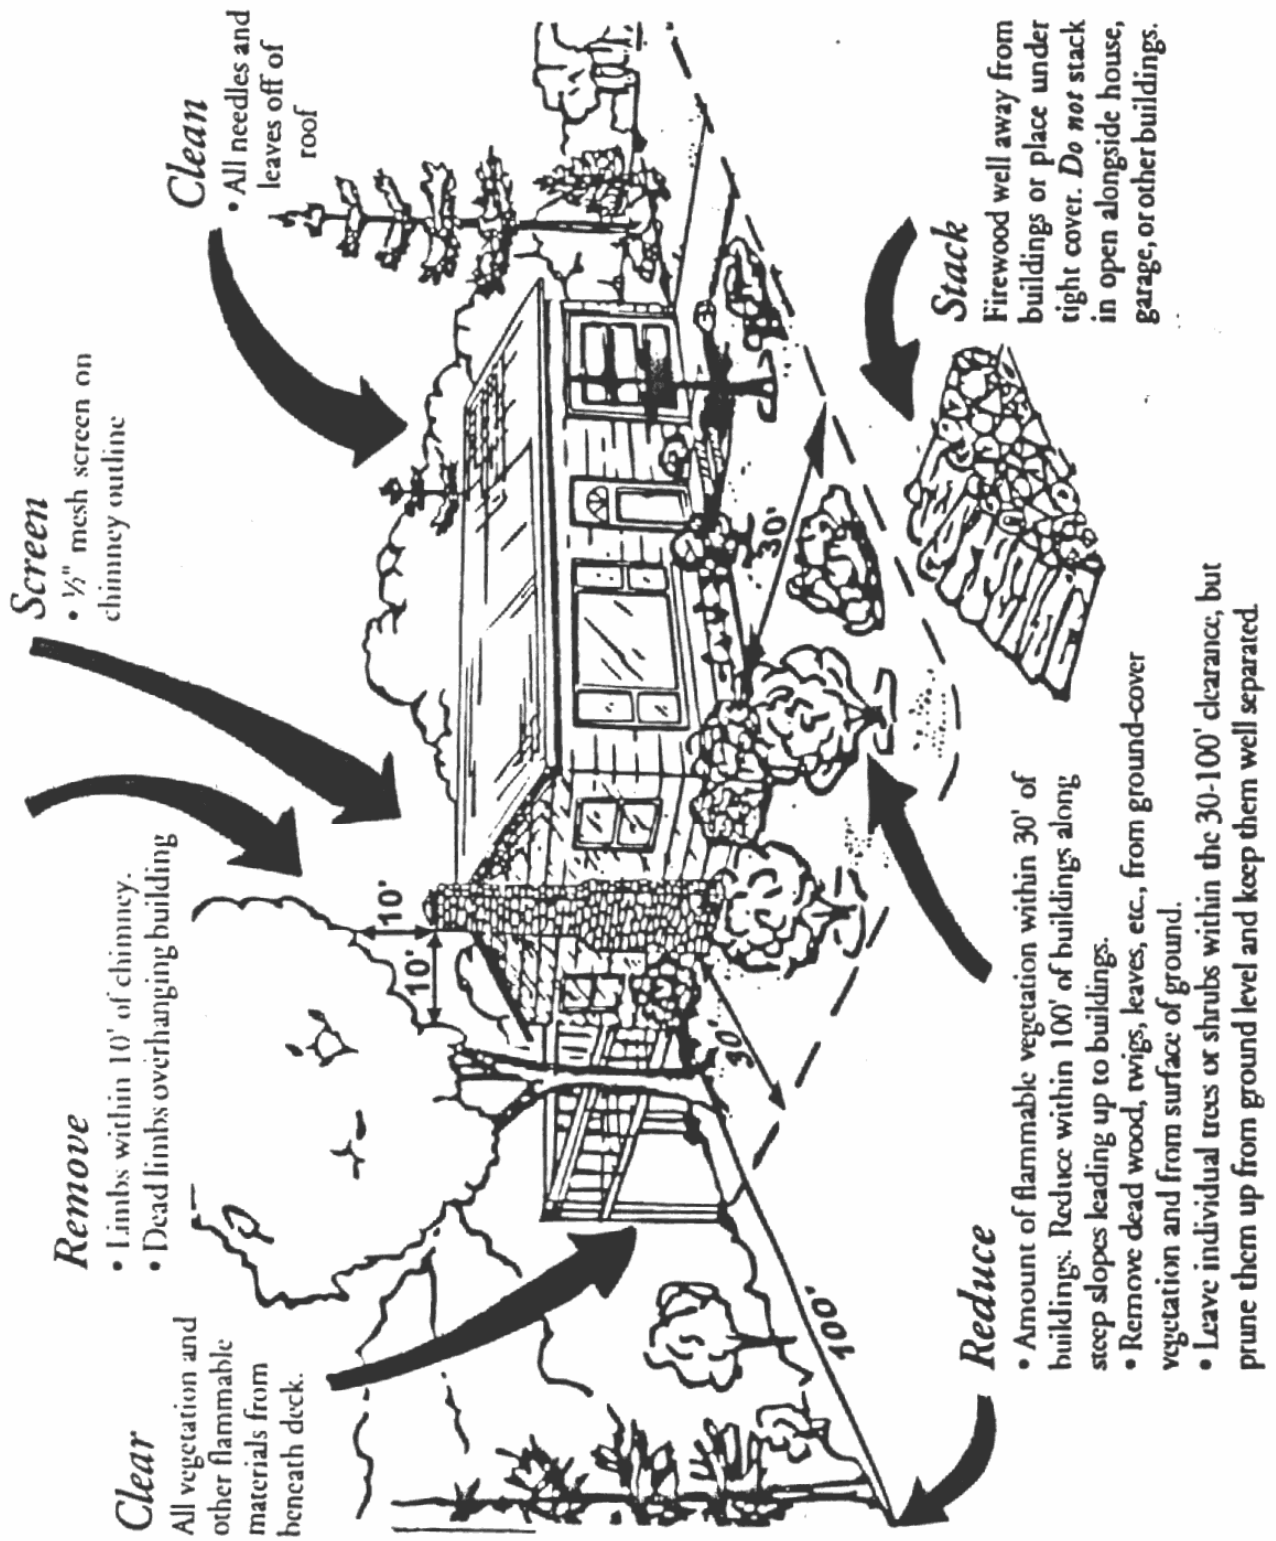 Clear
All vegetation and
other flammable
materials from
beneath deck.
Remove
• Limbs within 10' of chimney.
• Dead limbs overhanging building
Screen
• ½" mesh screen on
chimney outline
Clean
• All needles and
leaves off of
roof
10'
10'
30'
30'
100'
Reduce
• Amount of flammable vegetation within 30' of
buildings. Reduce within 100' of buildings along
steep slopes leading up to buildings.
• Remove dead wood, twigs, leaves, etc., from ground-cover
vegetation and from surface of ground.
• Leave individual trees or shrubs within the 30-100' clearance, but
prune them up from ground level and keep them well separated.
Stack
Firewood well away from
buildings or place under
tight cover. Do not stack
in open alongside house,
garage, or other buildings.